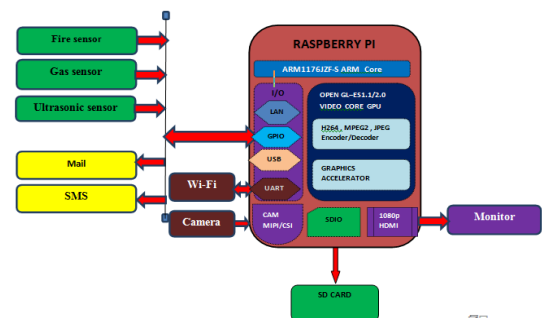 Fire sensor
Gas sensor
Ultrasonic sensor
Mail
SMS
Wi-Fi
Camera
RASPBERRY PI
ARM1176JZF-S ARM Core
I/O
LAN
GPIO
USB
UART
CAM
MIPI/CSI
OPEN GL-ES1.1/2.0
VIDEO CORE GPU
H264 , MPEG2 , JPEG
Encoder/Decoder
GRAPHICS
ACCELERATOR
SDIO
1080p
HDMI
Monitor
SD CARD